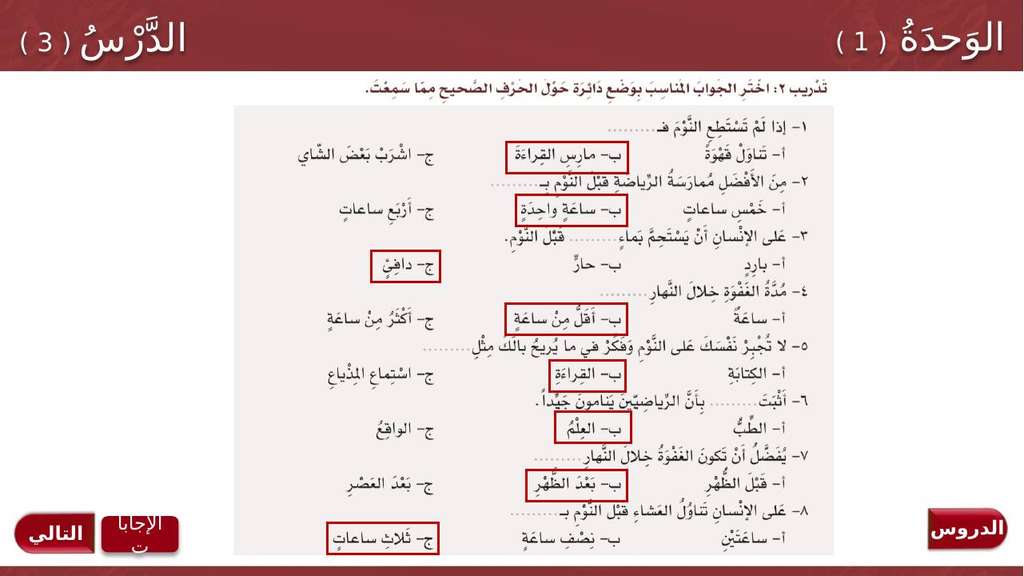 الوَحدَةُ ( 1 )
الدَّرْسُ ( 3 )
تَدْريب ٢: اخْتَرِ الجَوابَ المُناسِبَ بِوَضْعِ دَائِرَة حَوْلَ الحَرْفِ الصَّحيحِ مِمّا سَمِعْتَ.
١- إذا لَمْ تَسْتَطِعِ النَّوْمَ فـ.........
أ- تَناوَلْ قَهْوَةً ب- مارِسِ القِراءَةَ ج- اشْرَبْ بَعْضَ الشّاي
٢- مِنَ الأَفْضَلِ مُمارَسَةُ الرِّياضَةِ قَبْلَ النَّوْمِ بِـ.........
أ- خَمْسِ ساعاتٍ ب- ساعَةٍ واحِدَةٍ ج- أَرْبَعِ ساعاتٍ
٣- عَلى الإنْسانِ أَنْ يَسْتَحِمَّ بَماءٍ......... قَبْلَ النَّوْمِ.
أ- بارِدٍ ب- حارٍّ ج- دافِئٍ
٤- مُدَّةُ الغَفْوَةِ خِلالَ النَّهارِ.........
أ- ساعَةٌ ب- أَقَلُّ مِنْ ساعَةٍ ج- أَكْثَرُ مِنْ ساعَةٍ
٥- لا تُجْبِرْ نَفْسَكَ عَلى النَّوْمِ وَفَكِّرْ في ما يُريحُ بالَكَ مِثْلِ.........
أ- الكِتابَةِ ب- القِراءَةِ ج- اسْتِماعِ المِذْياعِ
٦- أَثْبَتَ......... بِأَنَّ الرِّياضِيّينَ يَنامونَ جَيِّداً.
أ- الطِّبُّ ب- العِلْمُ ج- الواقِعُ
٧- يُفَضَّلُ أَنْ تَكونَ الغَفْوَةُ خِلالَ النَّهارِ.........
أ- قَبْلَ الظُّهْرِ ب- بَعْدَ الظُّهْرِ ج- بَعْدَ العَصْرِ
٨- عَلى الإنْسانِ تَناوُلُ العَشاءِ قَبْلَ النَّوْمِ بـ.........
أ- ساعَتَيْنِ ب- نِصْفِ ساعَةٍ ج- ثَلاثِ ساعاتٍ
الدروس
الإجابا
ت
التالي